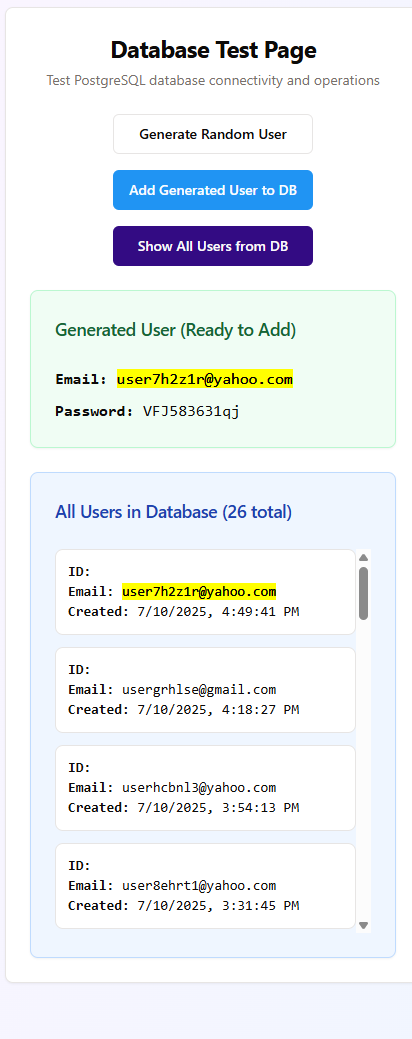 Database Test Page
Test PostgreSQL database connectivity and operations
Generate Random User
Add Generated User to DB
Show All Users from DB
Generated User (Ready to Add)
Email: user7h2z1r@yahoo.com
Password: VFJ583631qj
All Users in Database (26 total)
ID:
Email: user7h2z1r@yahoo.com
Created: 7/10/2025, 4:49:41 PM
ID:
Email: usergrhlse@gmail.com
Created: 7/10/2025, 4:18:27 PM
ID:
Email: userhcbnl3@yahoo.com
Created: 7/10/2025, 3:54:13 PM
ID:
Email: user8ehrt1@yahoo.com
Created: 7/10/2025, 3:31:45 PM